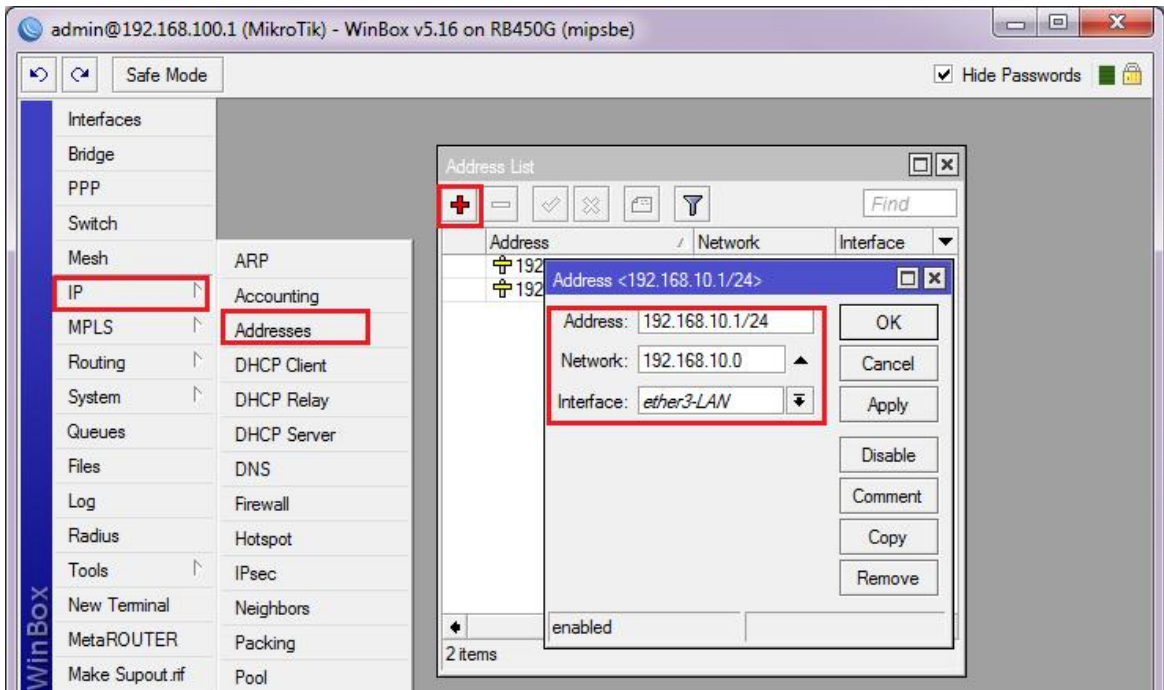 admin@192.168.100.1 (MikroTik) - WinBox v5.16 on RB450G (mipsbe)
Safe Mode
Hide Passwords
WinBox
Interfaces
Bridge
PPP
Switch
Mesh
IP
MPLS
Routing
System
Queues
Files
Log
Radius
Tools
New Terminal
MetaROUTER
Make Supout.rif
ARP
Accounting
Addresses
DHCP Client
DHCP Relay
DHCP Server
DNS
Firewall
Hotspot
IPsec
Neighbors
Packing
Pool
Address List
Find
Address Network Interface
192
192
Address <192.168.10.1/24>
Address: 192.168.10.1/24
Network: 192.168.10.0
Interface: ether3-LAN
OK
Cancel
Apply
Disable
Comment
Copy
Remove
enabled
2 items